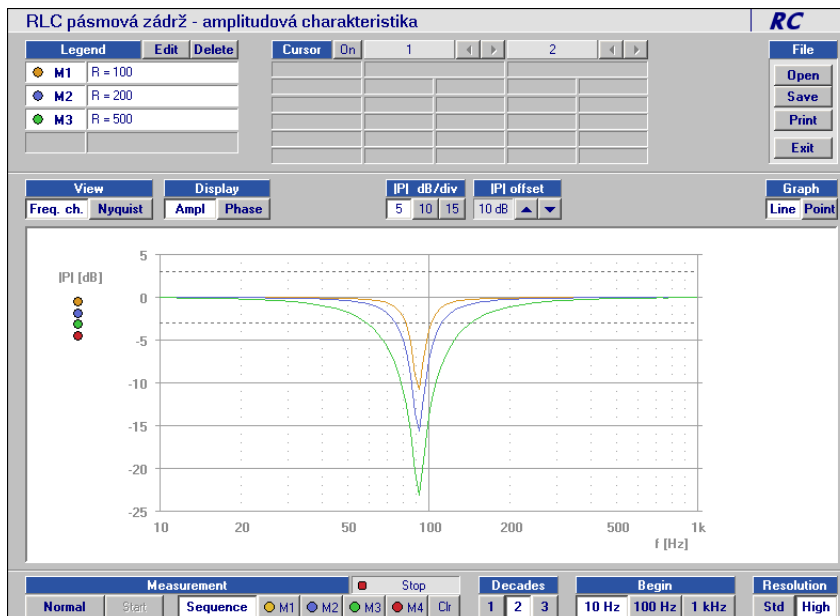 RLC pásmová zádrž - amplitudová charakteristika
RC
Legend Edit Delete
Cursor On 1 2
File
M1 R = 100
M2 R = 200
M3 R = 500
Open
Save
Print
Exit
View
Freq. ch. Nyquist
Display
Ampl Phase
|P| dB/div
5 10 15
|P| offset
10 dB
Graph
Line Point
|P| [dB]
5
0
-5
-10
-15
-20
-25
10 20 50 100 200 500 1k
f [Hz]
Measurement Stop
Normal Start Sequence M1 M2 M3 M4 Clr
Decades
1 2 3
Begin
10 Hz 100 Hz 1 kHz
Resolution
Std High